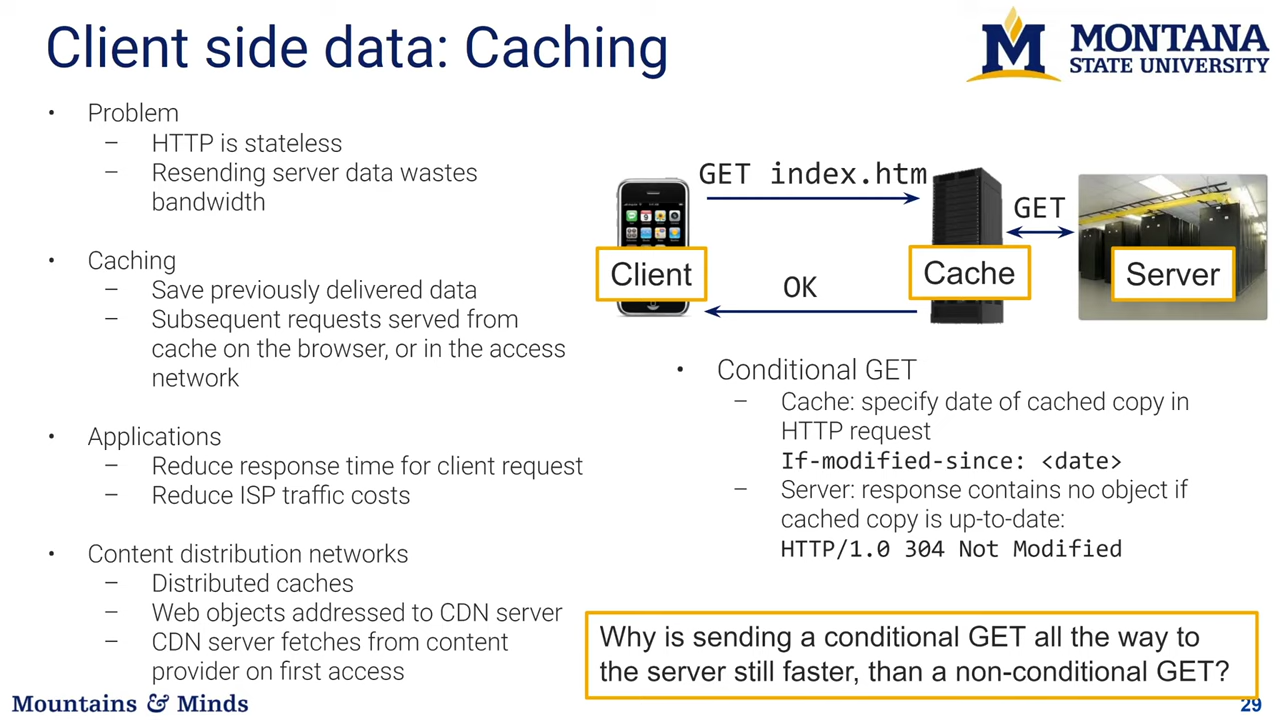 Client side data: Caching
M MONTANA
STATE UNIVERSITY
• Problem
– HTTP is stateless
– Resending server data wastes
bandwidth
• Caching
– Save previously delivered data
– Subsequent requests served from
cache on the browser, or in the access
network
• Applications
– Reduce response time for client request
– Reduce ISP traffic costs
• Content distribution networks
– Distributed caches
– Web objects addressed to CDN server
– CDN server fetches from content
provider on first access
GET index.htm
GET
Client
Cache
Server
OK
• Conditional GET
– Cache: specify date of cached copy in
HTTP request
If-modified-since: <date>
– Server: response contains no object if
cached copy is up-to-date:
HTTP/1.0 304 Not Modified
Why is sending a conditional GET all the way to
the server still faster, than a non-conditional GET?
Mountains & Minds
29